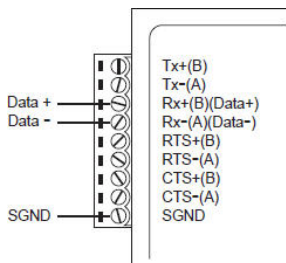 Tx+(B)
Tx-(A)
Data + Rx+(B)(Data+)
Data - Rx-(A)(Data-)
RTS+(B)
RTS-(A)
CTS+(B)
CTS-(A)
SGND SGND